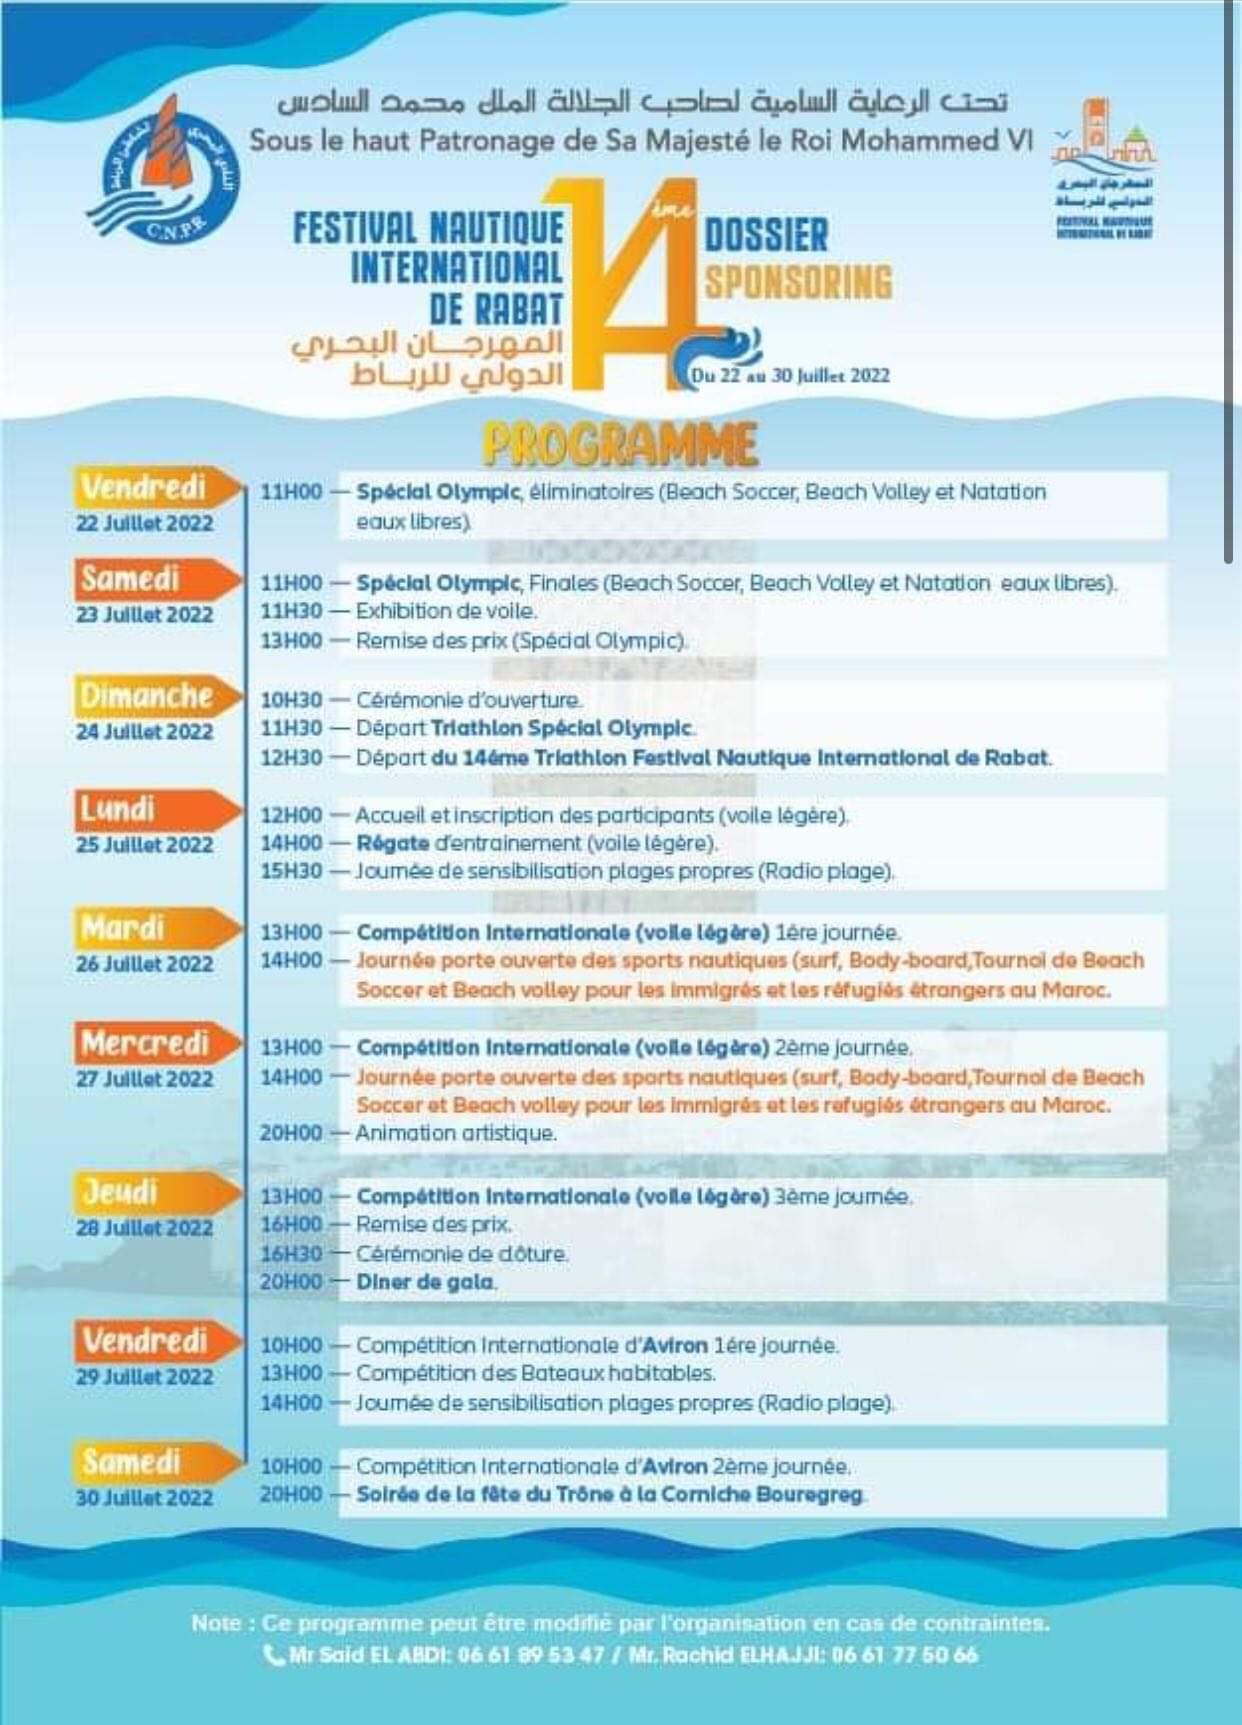 تحت الرعاية السامية لصاحب الجلالة الملك محمد السادس
Sous le haut Patronage de Sa Majesté le Roi Mohammed VI
النادي البحري
الرباط
C.N.P.R
المهرجان البحري
الدولي للرباط
FESTIVAL NAUTIQUE
INTERNATIONAL DE RABAT
FESTIVAL NAUTIQUE
INTERNATIONAL
DE RABAT
المهرجــان البحـري
الدولي للربــاط
14ème
DOSSIER
SPONSORING
Du 22 au 30 Juillet 2022
PROGRAMME
Vendredi
22 Juillet 2022
11H00 — Spécial Olympic, éliminatoires (Beach Soccer, Beach Volley et Natation
eaux libres).
Samedi
23 Juillet 2022
11H00 — Spécial Olympic, Finales (Beach Soccer, Beach Volley et Natation eaux libres).
11H30 — Exhibition de voile.
13H00 — Remise des prix (Spécial Olympic).
Dimanche
24 Juillet 2022
10H30 — Cérémonie d'ouverture.
11H30 — Départ Triathlon Spécial Olympic.
12H30 — Départ du 14éme Triathlon Festival Nautique International de Rabat.
Lundi
25 Juillet 2022
12H00 — Accueil et inscription des participants (voile légère).
14H00 — Régate d'entrainement (voile légère).
15H30 — Journée de sensibilisation plages propres (Radio plage).
Mardi
26 Juillet 2022
13H00 — Compétition Internationale (voile légère) 1ére journée.
14H00 — Journée porte ouverte des sports nautiques (surf, Body-board,Tournoi de Beach
Soccer et Beach volley pour les immigrés et les réfugiés étrangers au Maroc.
Mercredi
27 Juillet 2022
13H00 — Compétition Internationale (voile légère) 2ème journée.
14H00 — Journée porte ouverte des sports nautiques (surf, Body-board,Tournoi de Beach
Soccer et Beach volley pour les immigrés et les refugiés étrangers au Maroc.
20H00 — Animation artistique.
Jeudi
28 Juillet 2022
13H00 — Compétition Internationale (voile légère) 3ème journée.
16H00 — Remise des prix.
16H30 — Cérémonie de clôture.
20H00 — Diner de gala.
Vendredi
29 Juillet 2022
10H00 — Compétition Internationale d'Aviron 1ére journée.
13H00 — Compétition des Bateaux habitables.
14H00 — Journée de sensibilisation plages propres (Radio plage).
Samedi
30 Juillet 2022
10H00 — Compétition Internationale d'Aviron 2ème journée.
20H00 — Soirée de la fête du Trône à la Corniche Bouregreg.
Note : Ce programme peut être modifié par l'organisation en cas de contraintes.
Mr Said EL ABDI: 06 61 89 53 47 / Mr. Rachid ELHAJJI: 06 61 77 50 66